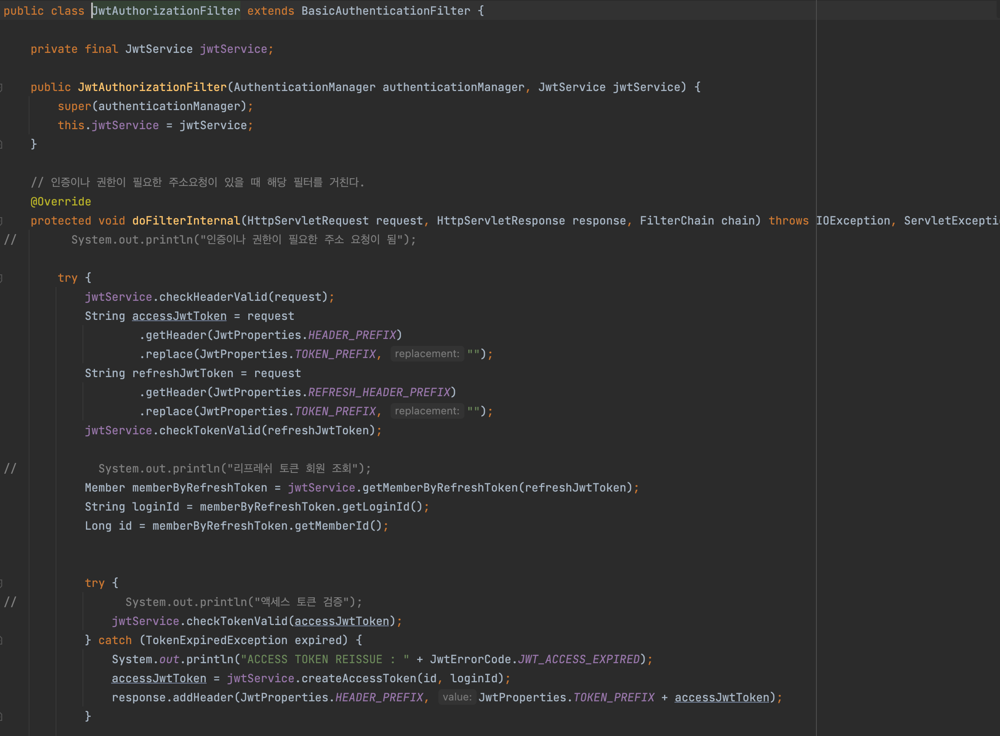 public class JwtAuthorizationFilter extends BasicAuthenticationFilter {
private final JwtService jwtService;
public JwtAuthorizationFilter(AuthenticationManager authenticationManager, JwtService jwtService) {
super(authenticationManager);
this.jwtService = jwtService;
}
// 인증이나 권한이 필요한 주소요청이 있을 때 해당 필터를 거친다.
@Override
protected void doFilterInternal(HttpServletRequest request, HttpServletResponse response, FilterChain chain) throws IOException, ServletExcepti
// System.out.println("인증이나 권한이 필요한 주소 요청이 됨");
try {
jwtService.checkHeaderValid(request);
String accessJwtToken = request
.getHeader(JwtProperties.HEADER_PREFIX)
.replace(JwtProperties.TOKEN_PREFIX, replacement: "");
String refreshJwtToken = request
.getHeader(JwtProperties.REFRESH_HEADER_PREFIX)
.replace(JwtProperties.TOKEN_PREFIX, replacement: "");
jwtService.checkTokenValid(refreshJwtToken);
// System.out.println("리프레쉬 토큰 회원 조회");
Member memberByRefreshToken = jwtService.getMemberByRefreshToken(refreshJwtToken);
String loginId = memberByRefreshToken.getLoginId();
Long id = memberByRefreshToken.getMemberId();
try {
// System.out.println("액세스 토큰 검증");
jwtService.checkTokenValid(accessJwtToken);
} catch (TokenExpiredException expired) {
System.out.println("ACCESS TOKEN REISSUE : " + JwtErrorCode.JWT_ACCESS_EXPIRED);
accessJwtToken = jwtService.createAccessToken(id, loginId);
response.addHeader(JwtProperties.HEADER_PREFIX, value: JwtProperties.TOKEN_PREFIX + accessJwtToken);
}